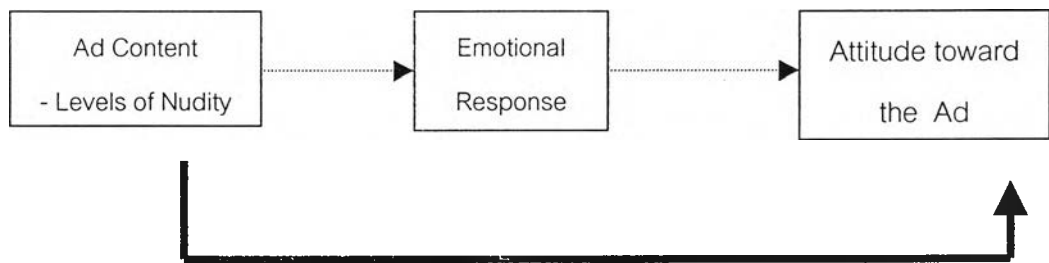 Ad Content
- Levels of Nudity
Emotional
Response
Attitude toward
the Ad